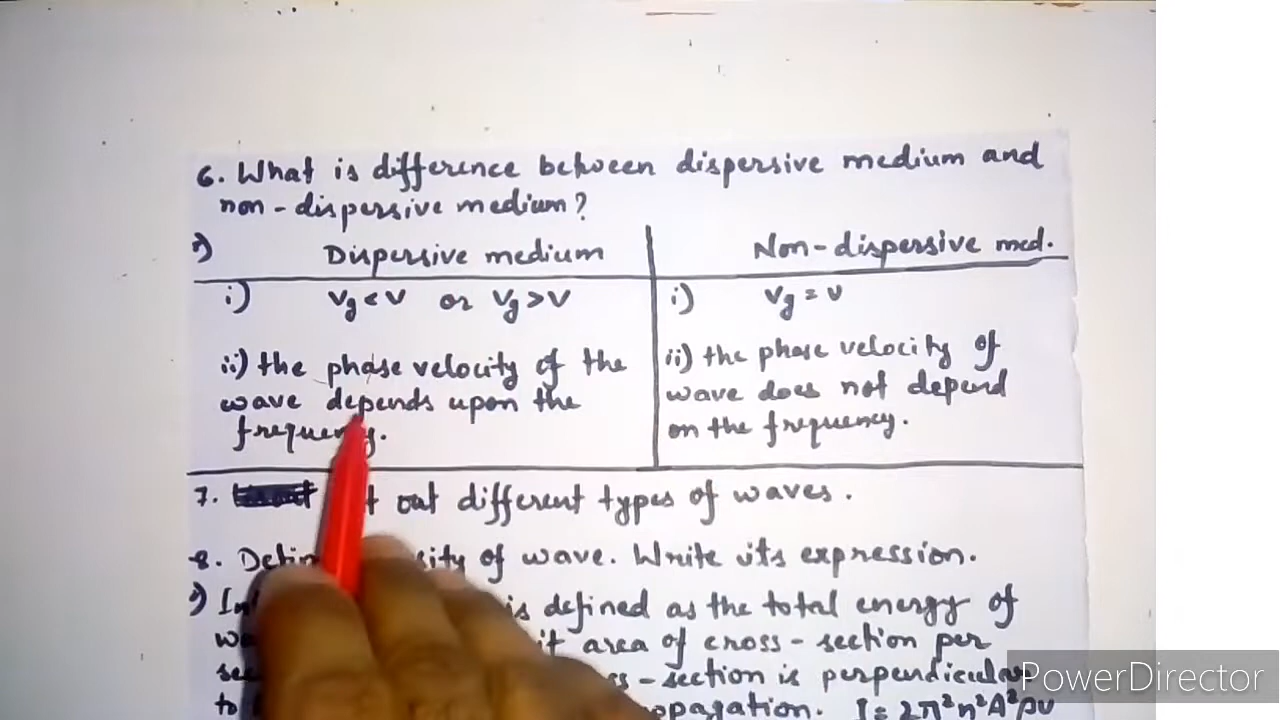 6. What is difference between dispersive medium and
non-dispersive medium?
Dispersive medium
i) Vg < V or Vg > V
ii) the phase velocity of the
wave depends upon the
frequency.
Non-dispersive med.
i) Vg = V
ii) the phase velocity of
wave does not depend
on the frequency.
7. out different types of waves.
8. of wave. Write its expression.
is defined as the total energy of
area of cross-section per
-section is perpendicular
to I = 2π²n²A²ρv
PowerDirector